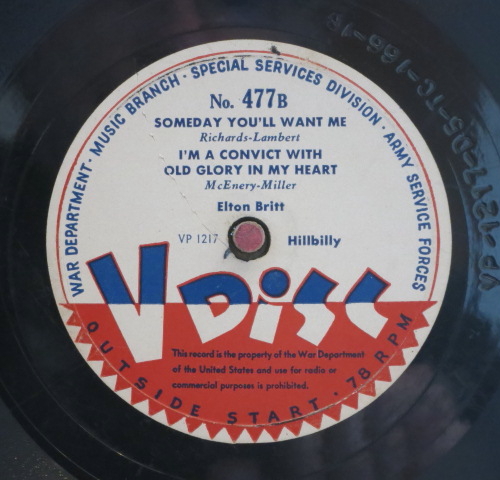 WAR DEPARTMENT · MUSIC BRANCH · SPECIAL SERVICES DIVISION · ARMY SERVICE FORCES
No. 477B
SOMEDAY YOU'LL WANT ME
Richards-Lambert
I'M A CONVICT WITH
OLD GLORY IN MY HEART
McEnery-Miller
Elton Britt
VP 1217
Hillbilly
V DISC
This record is the property of the War Department
of the United States and use for radio or
commercial purposes is prohibited.
OUTSIDE START · 78 RPM